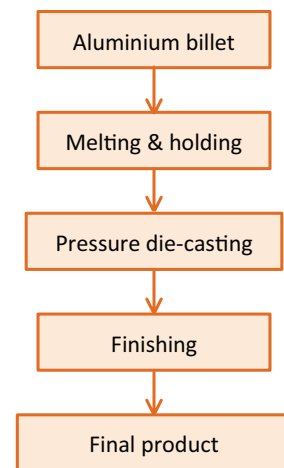 Aluminium billet
Melting & holding
Pressure die-casting
Finishing
Final product